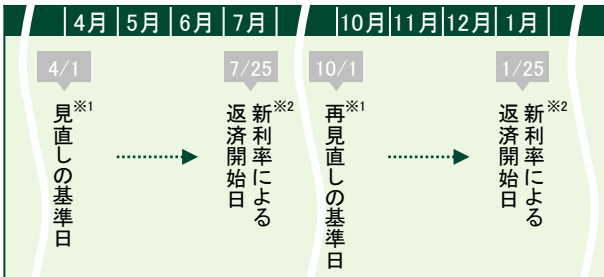 4月 5月 6月 7月 10月 11月 12月 1月
4/1 7/25 10/1 1/25
見直しの基準日※1
新利率による※2
返済開始日
再見直しの基準日※1
新利率による※2
返済開始日